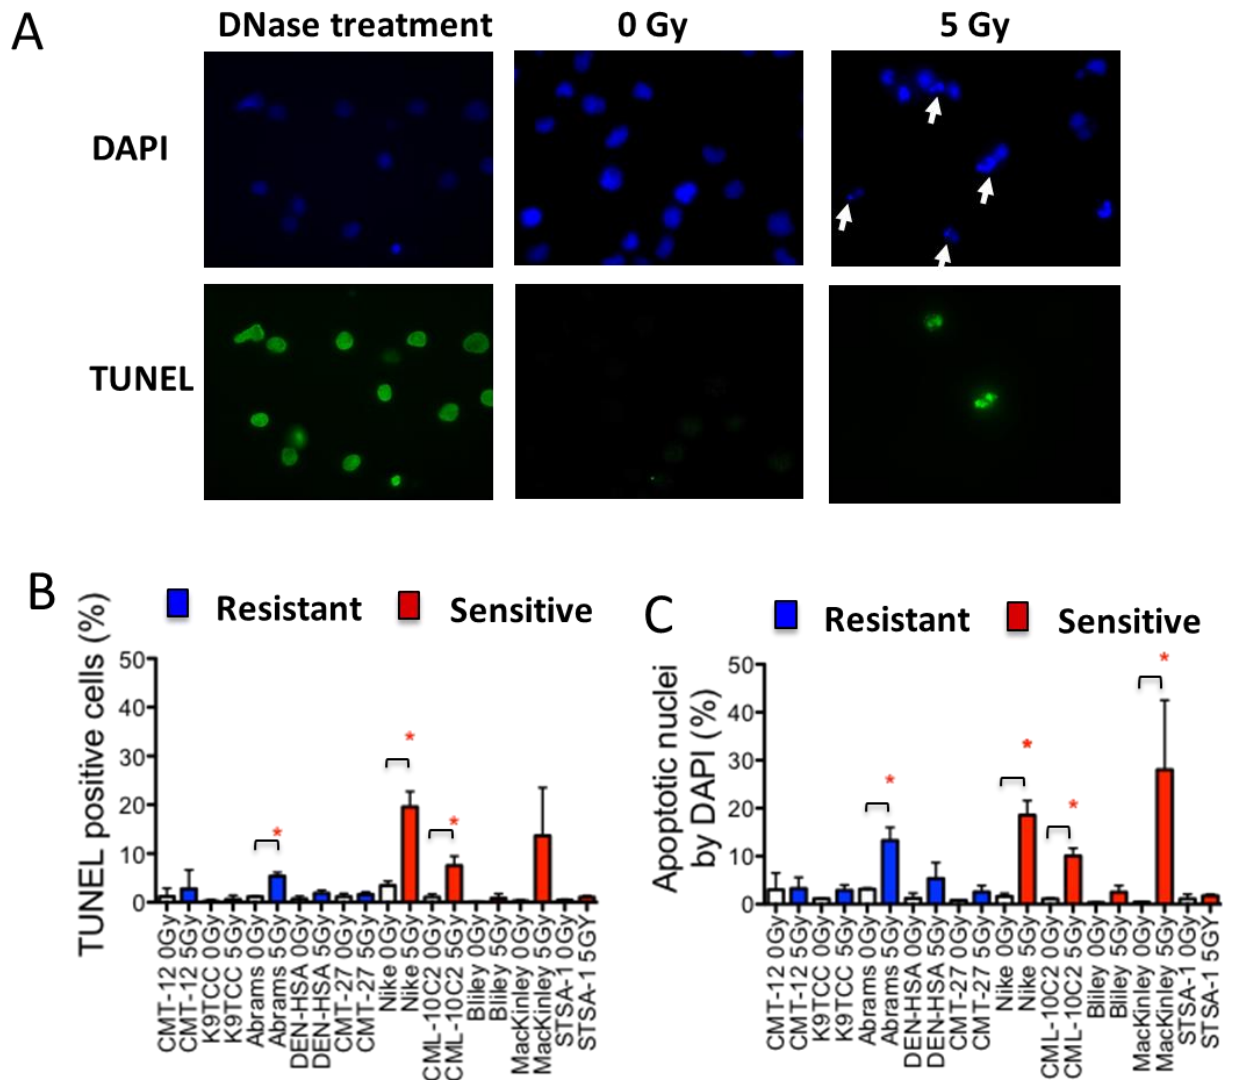 A
DNase treatment
0 Gy
5 Gy
DAPI
TUNEL
B
Resistant
Sensitive
TUNEL positive cells (%)
50
40
30
20
10
0
*
*
*
CMT-12 0Gy
CMT-12 5Gy
K9TCC 0Gy
K9TCC 5Gy
Abrams 0Gy
Abrams 5Gy
DEN-HSA 0Gy
DEN-HSA 5Gy
CMT-27 0Gy
CMT-27 5Gy
Nike 0Gy
Nike 5Gy
CML-10C2 0Gy
CML-10C2 5Gy
Bliley 0Gy
Bliley 5Gy
MacKinley 0Gy
MacKinley 5Gy
STSA-1 0Gy
STSA-1 5GY
C
Resistant
Sensitive
Apoptotic nuclei
by DAPI (%)
50
40
30
20
10
0
*
*
*
*
CMT-12 0Gy
CMT-12 5Gy
K9TCC 0Gy
K9TCC 5Gy
Abrams 0Gy
Abrams 5Gy
DEN-HSA 0Gy
DEN-HSA 5Gy
CMT-27 0Gy
CMT-27 5Gy
Nike 0Gy
Nike 5Gy
CML-10C2 0Gy
CML-10C2 5Gy
Bliley 0Gy
Bliley 5Gy
MacKinley 0Gy
MacKinley 5Gy
STSA-1 0Gy
STSA-1 5GY